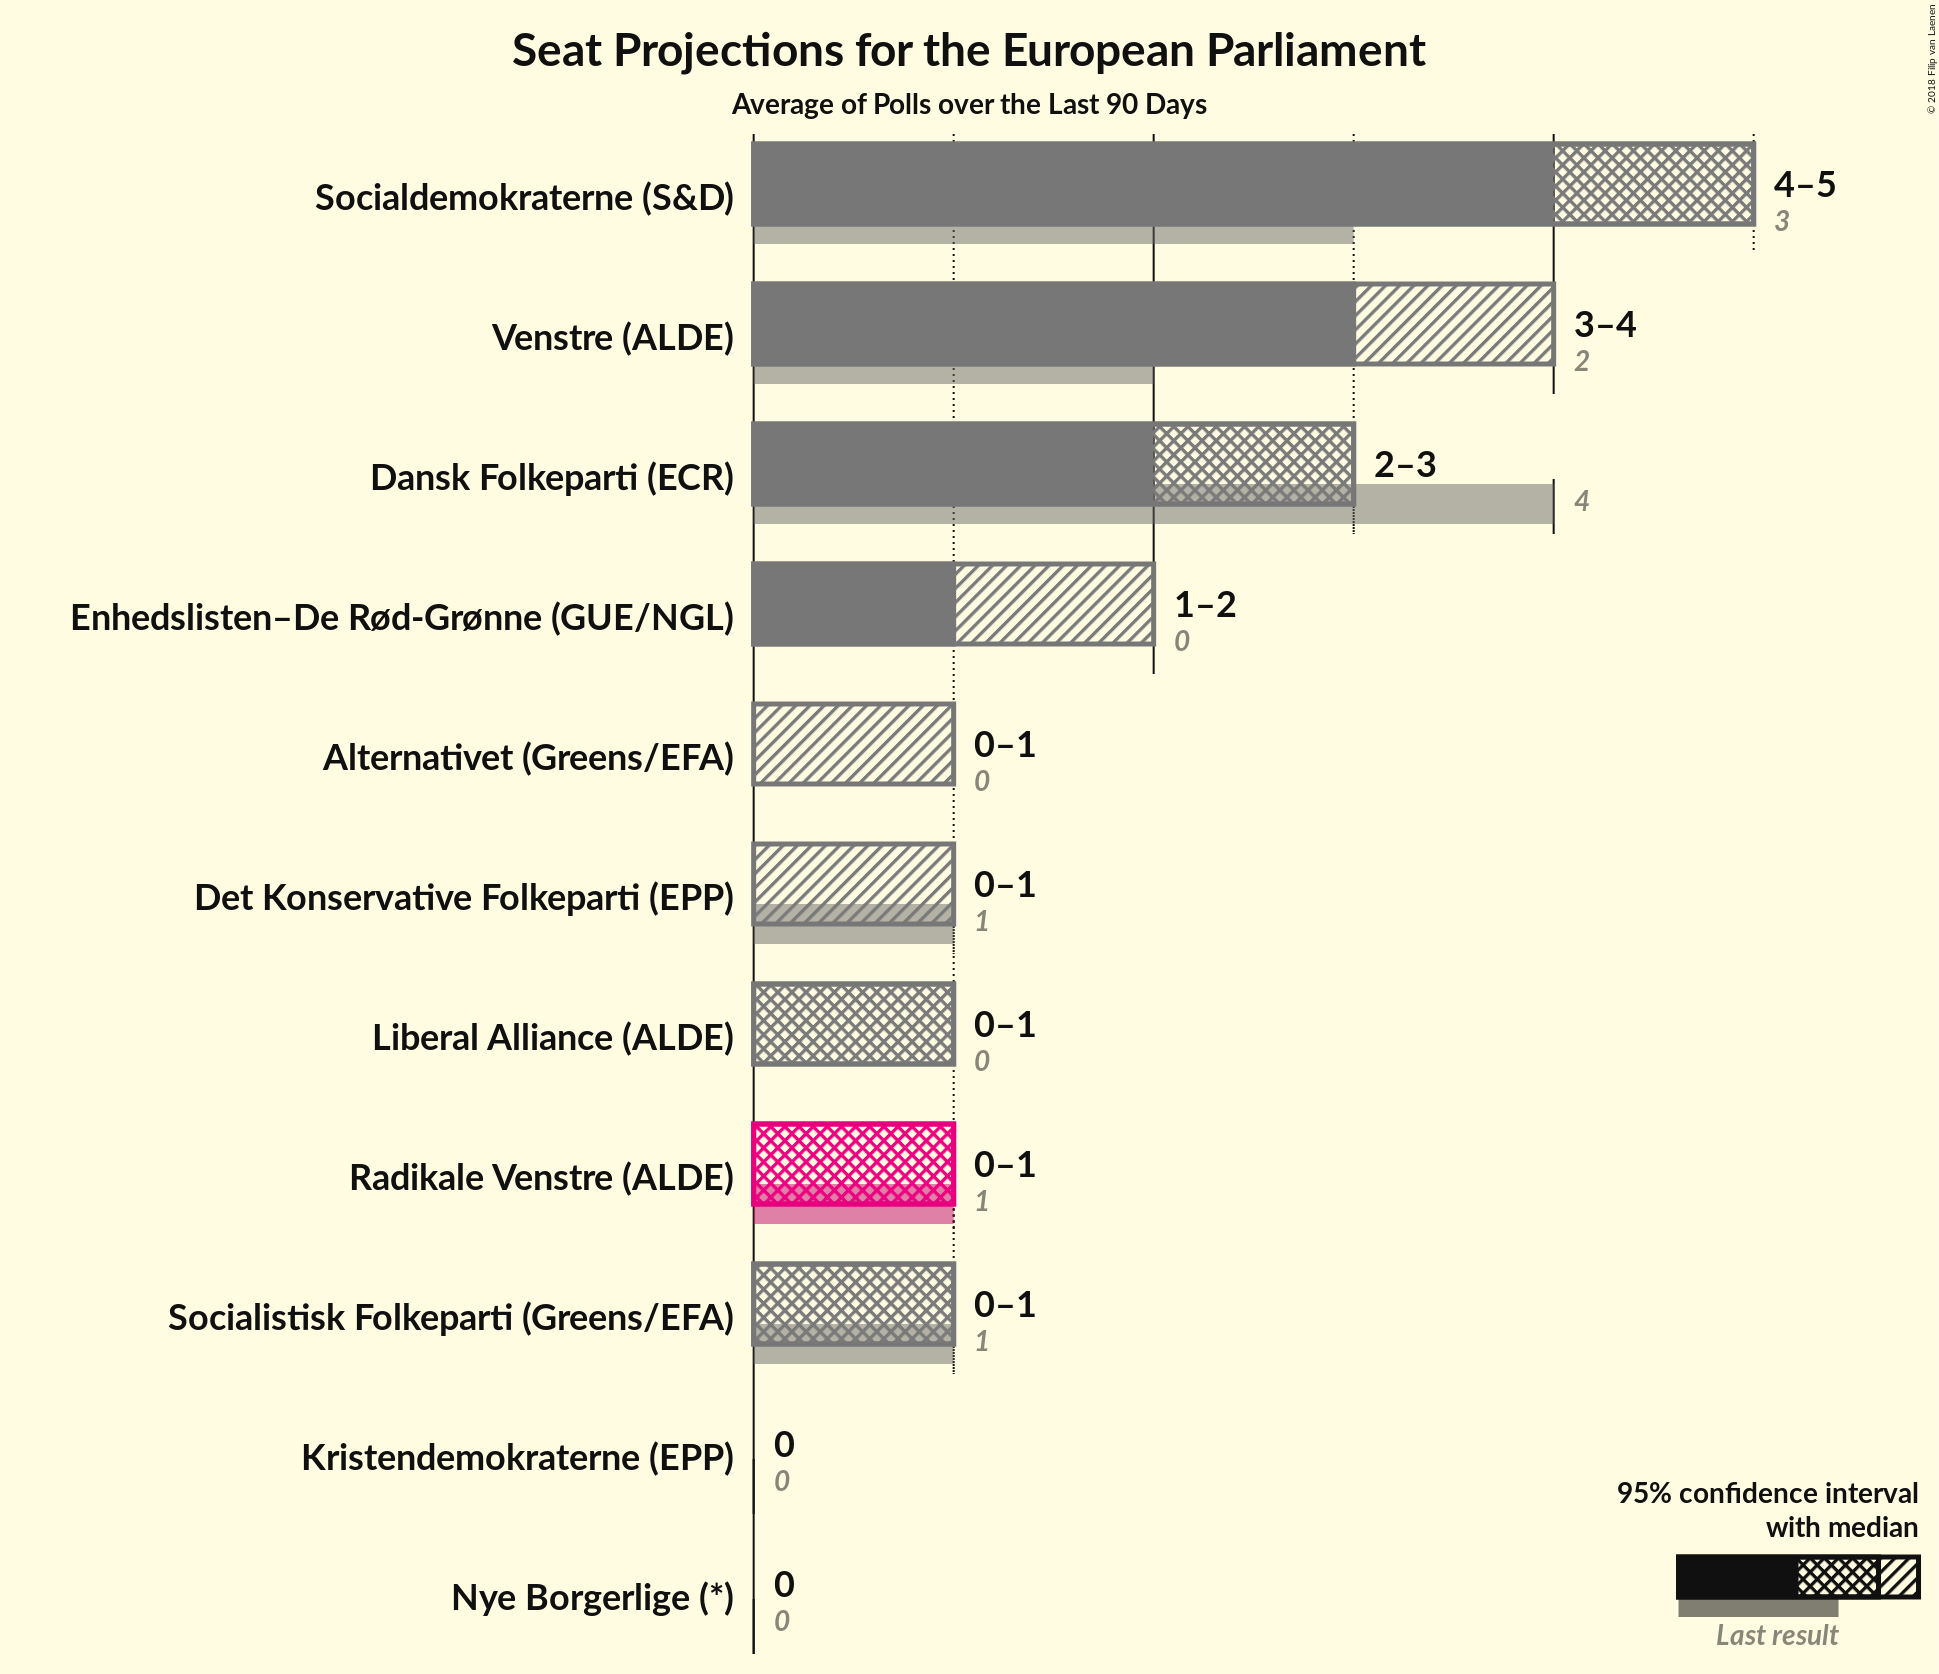 Seat Projections for the European Parliament
Average of Polls over the Last 90 Days
© 2018 Filip van Laenen
Socialdemokraterne (S&D)
4–5
3
Venstre (ALDE)
3–4
2
Dansk Folkeparti (ECR)
2–3
4
Enhedslisten–De Rød-Grønne (GUE/NGL)
1–2
0
Alternativet (Greens/EFA)
0–1
0
Det Konservative Folkeparti (EPP)
0–1
1
Liberal Alliance (ALDE)
0–1
0
Radikale Venstre (ALDE)
0–1
1
Socialistisk Folkeparti (Greens/EFA)
0–1
1
Kristendemokraterne (EPP)
0
0
Nye Borgerlige (*)
0
0
95% confidence interval
with median
Last result